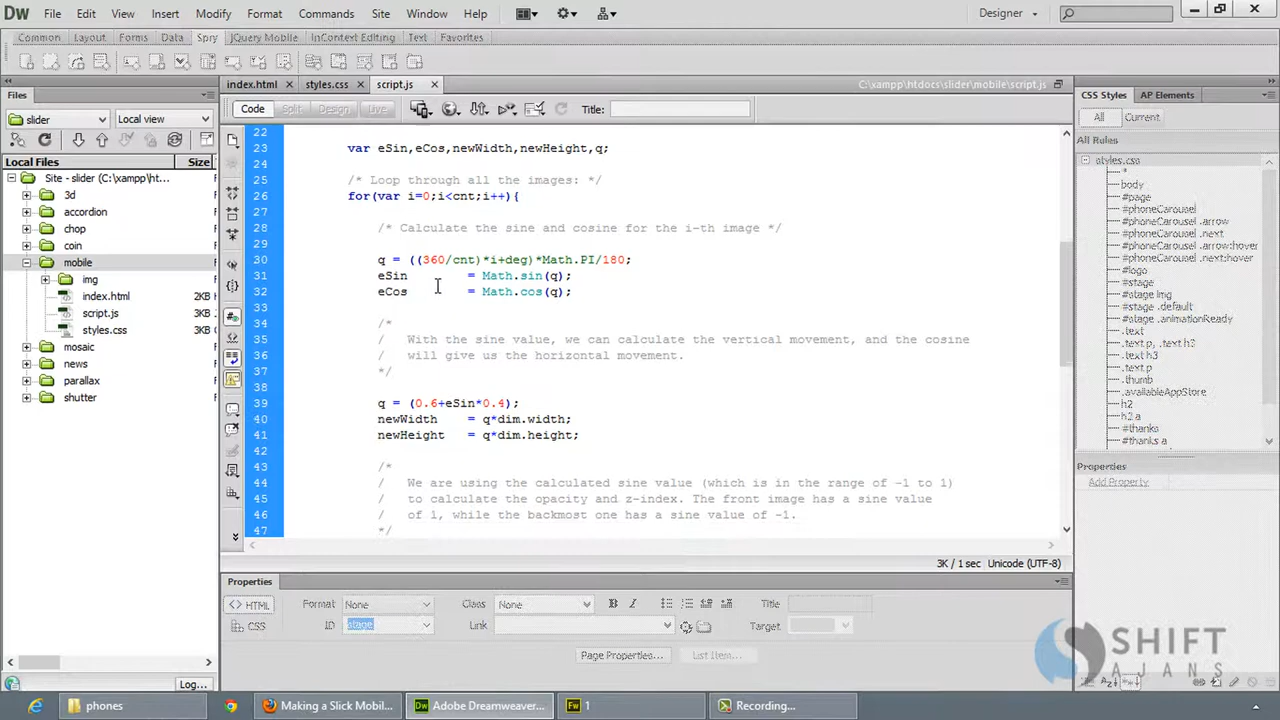 Dw File Edit View Insert Modify Format Commands Site Window Help Designer
Common Layout Forms Data Spry jQuery Mobile InContext Editing Text Favorites
Files
index.html × styles.css × script.js × C:\xampp\htdocs\slider\mobile\script.js
CSS Styles AP Elements
slider Local view
Code Split Design Live Title:
All Current
Local Files Size
All Rules
Site - slider (C:\xampp\ht...
3d
accordion
chop
coin
mobile
img
index.html 2KB
script.js 3KB
styles.css 2KB
mosaic
news
parallax
shutter
Log...
22
23 var eSin,eCos,newWidth,newHeight,q;
24
25 /* Loop through all the images: */
26 for(var i=0;i<cnt;i++){
27
28 /* Calculate the sine and cosine for the i-th image */
29
30 q = ((360/cnt)*i+deg)*Math.PI/180;
31 eSin = Math.sin(q);
32 eCos = Math.cos(q);
33
34 /*
35 / With the sine value, we can calculate the vertical movement, and the cosine
36 / will give us the horizontal movement.
37 */
38
39 q = (0.6+eSin*0.4);
40 newWidth = q*dim.width;
41 newHeight = q*dim.height;
42
43 /*
44 / We are using the calculated sine value (which is in the range of -1 to 1)
45 / to calculate the opacity and z-index. The front image has a sine value
46 / of 1, while the backmost one has a sine value of -1.
47 */
3K / 1 sec Unicode (UTF-8)
styles.css
*
body
#page
#phoneCarousel
#phoneCarousel .arrow
#phoneCarousel .next
#phoneCarousel .arrow:hover
#logo
#stage
#stage img
#stage .default
#stage .animationReady
.text
.text p, .text h3
.text h3
.text p
.thumb
.availableAppStore
h2
h2 a
#thanks
#thanks a
Properties
Add Property
Properties
<> HTML Format None Class None B I Title
CSS ID stage Link Target
Page Properties... List Item...
SHIFT
AJANS
phones Making a Slick Mobil... Dw Adobe Dreamweaver... Fw 1 Recording...